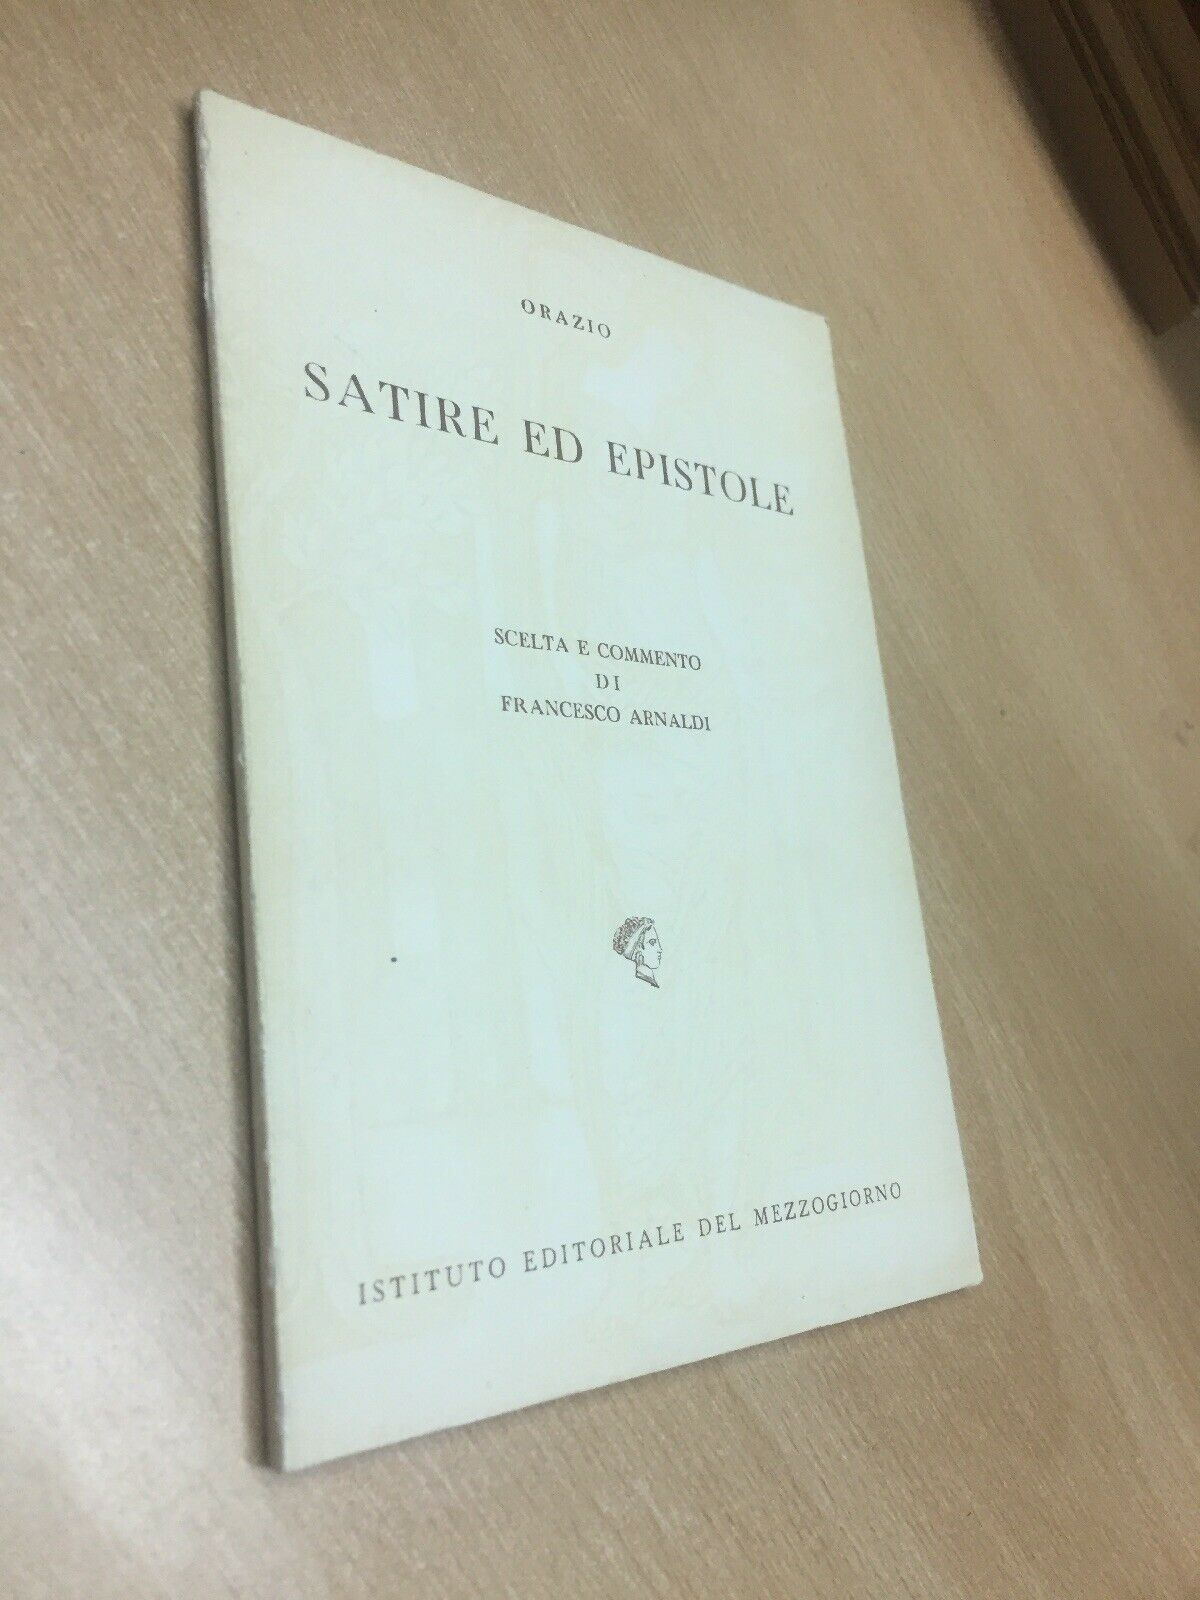 ORAZIO
SATIRE ED EPISTOLE
SCELTA E COMMENTO
DI
FRANCESCO ARNALDI
ISTITUTO EDITORIALE DEL MEZZOGIORNO